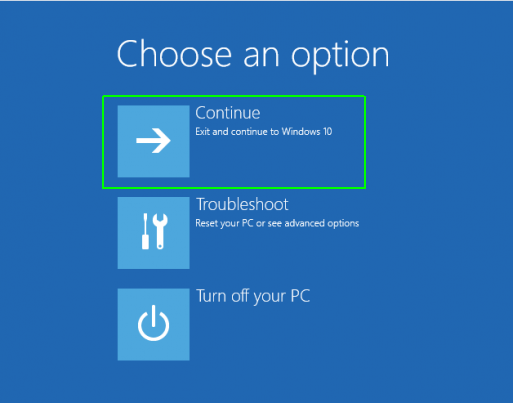 Choose an option
Continue
Exit and continue to Windows 10
Troubleshoot
Reset your PC or see advanced options
Turn off your PC